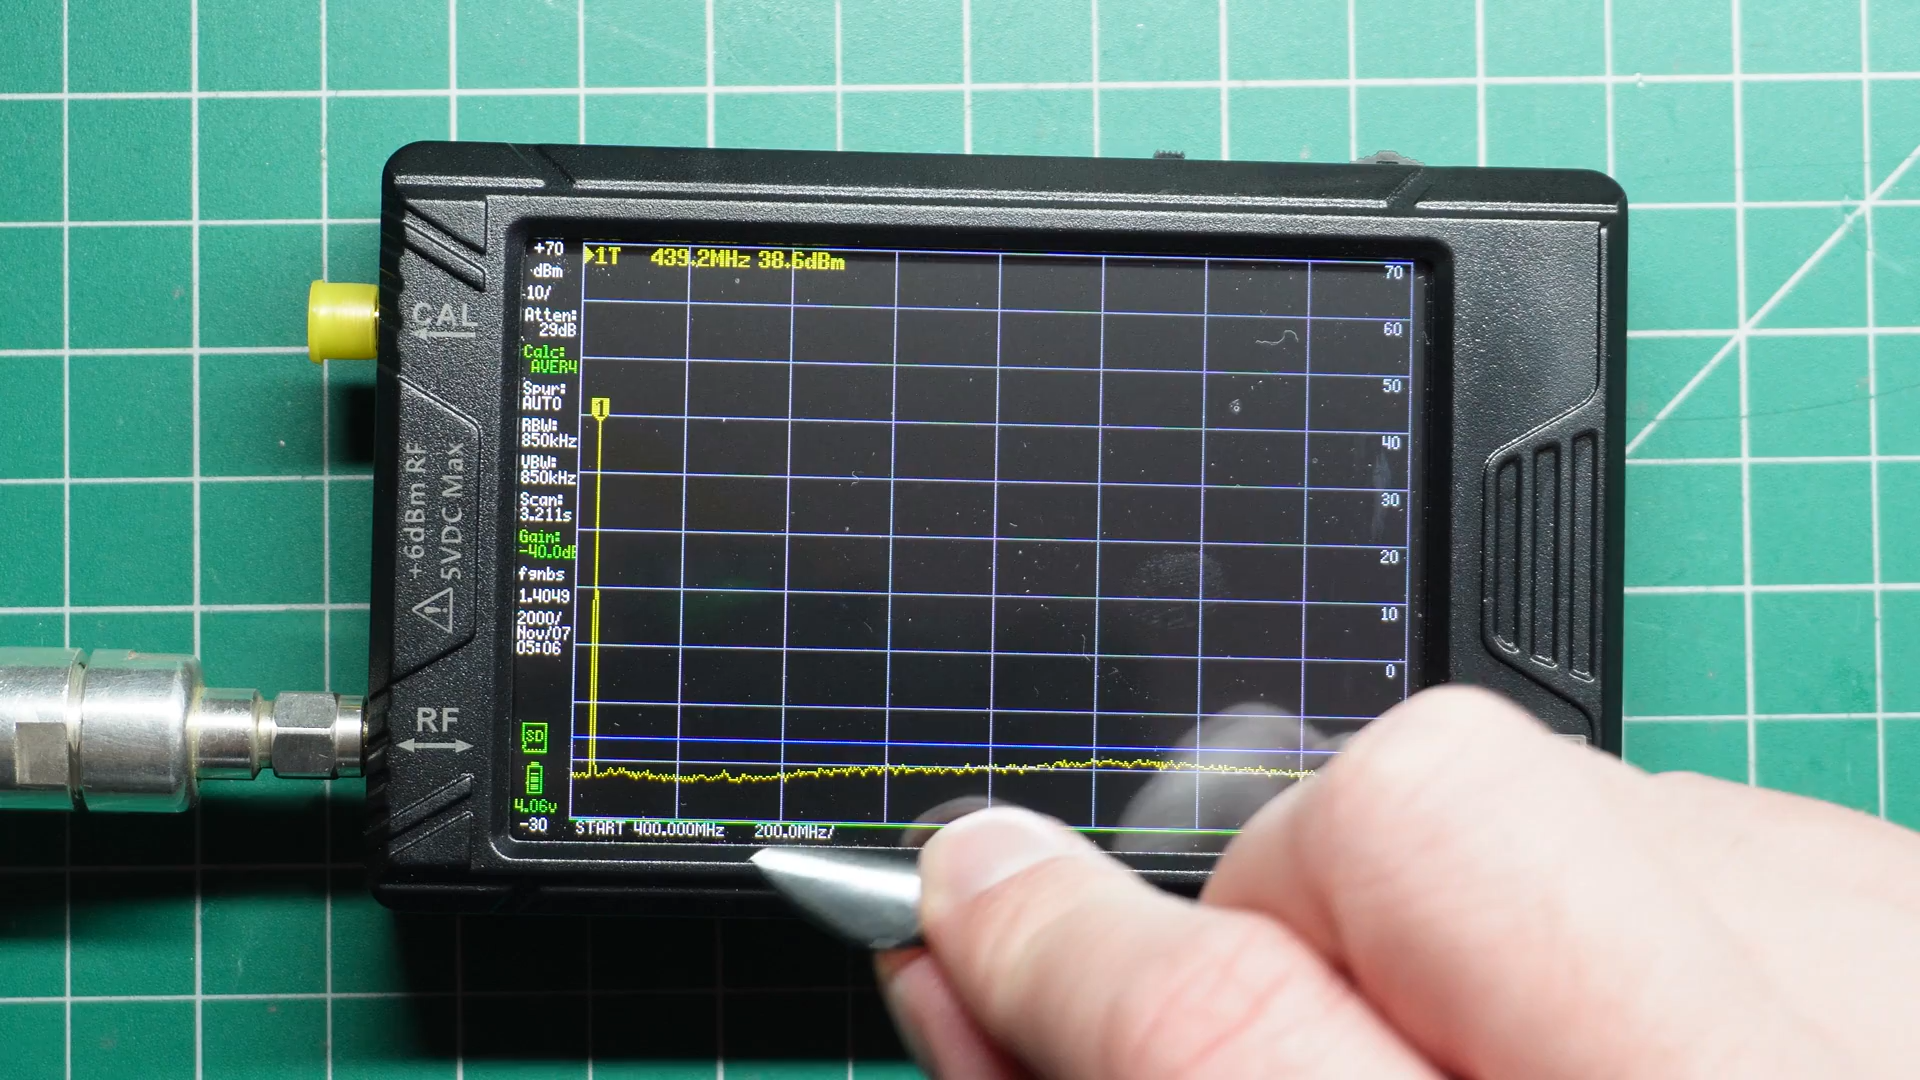 +70
dBm
10/
Atten:
29dB
Calc:
AVER4
Spur:
AUTO
RBW:
850kHz
VBW:
850kHz
Scan:
3.211s
Gain:
-40.0dB
fgnbs
1.4049
2000/
Nov/07
05:06
SD
4.06v
-30
1T 439.2MHz 38.6dBm
1
70
60
50
40
30
20
10
0
START 400.000MHz 200.0MHz/
CAL
+6dBm RF
5VDC Max
RF